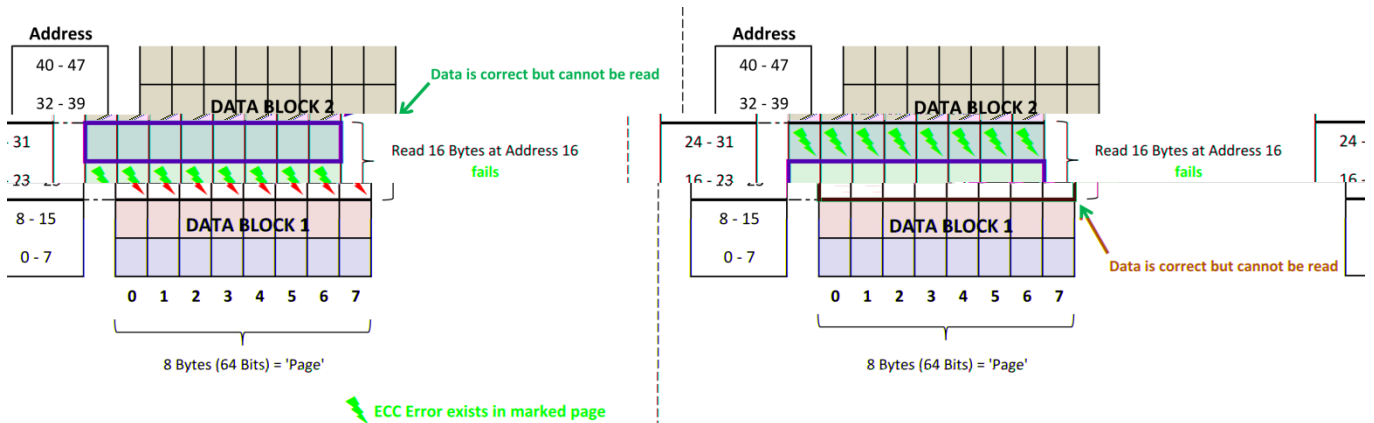 Address
40 - 47
32 - 39
DATA BLOCK 2
Data is correct but cannot be read
- 31
- 23
Read 16 Bytes at Address 16
fails
8 - 15
0 - 7
DATA BLOCK 1
0 1 2 3 4 5 6 7
8 Bytes (64 Bits) = 'Page'
ECC Error exists in marked page
Address
40 - 47
32 - 39
DATA BLOCK 2
24 - 31
16 - 23
Read 16 Bytes at Address 16
fails
8 - 15
0 - 7
DATA BLOCK 1
Data is correct but cannot be read
0 1 2 3 4 5 6 7
8 Bytes (64 Bits) = 'Page'
24 -
16 -